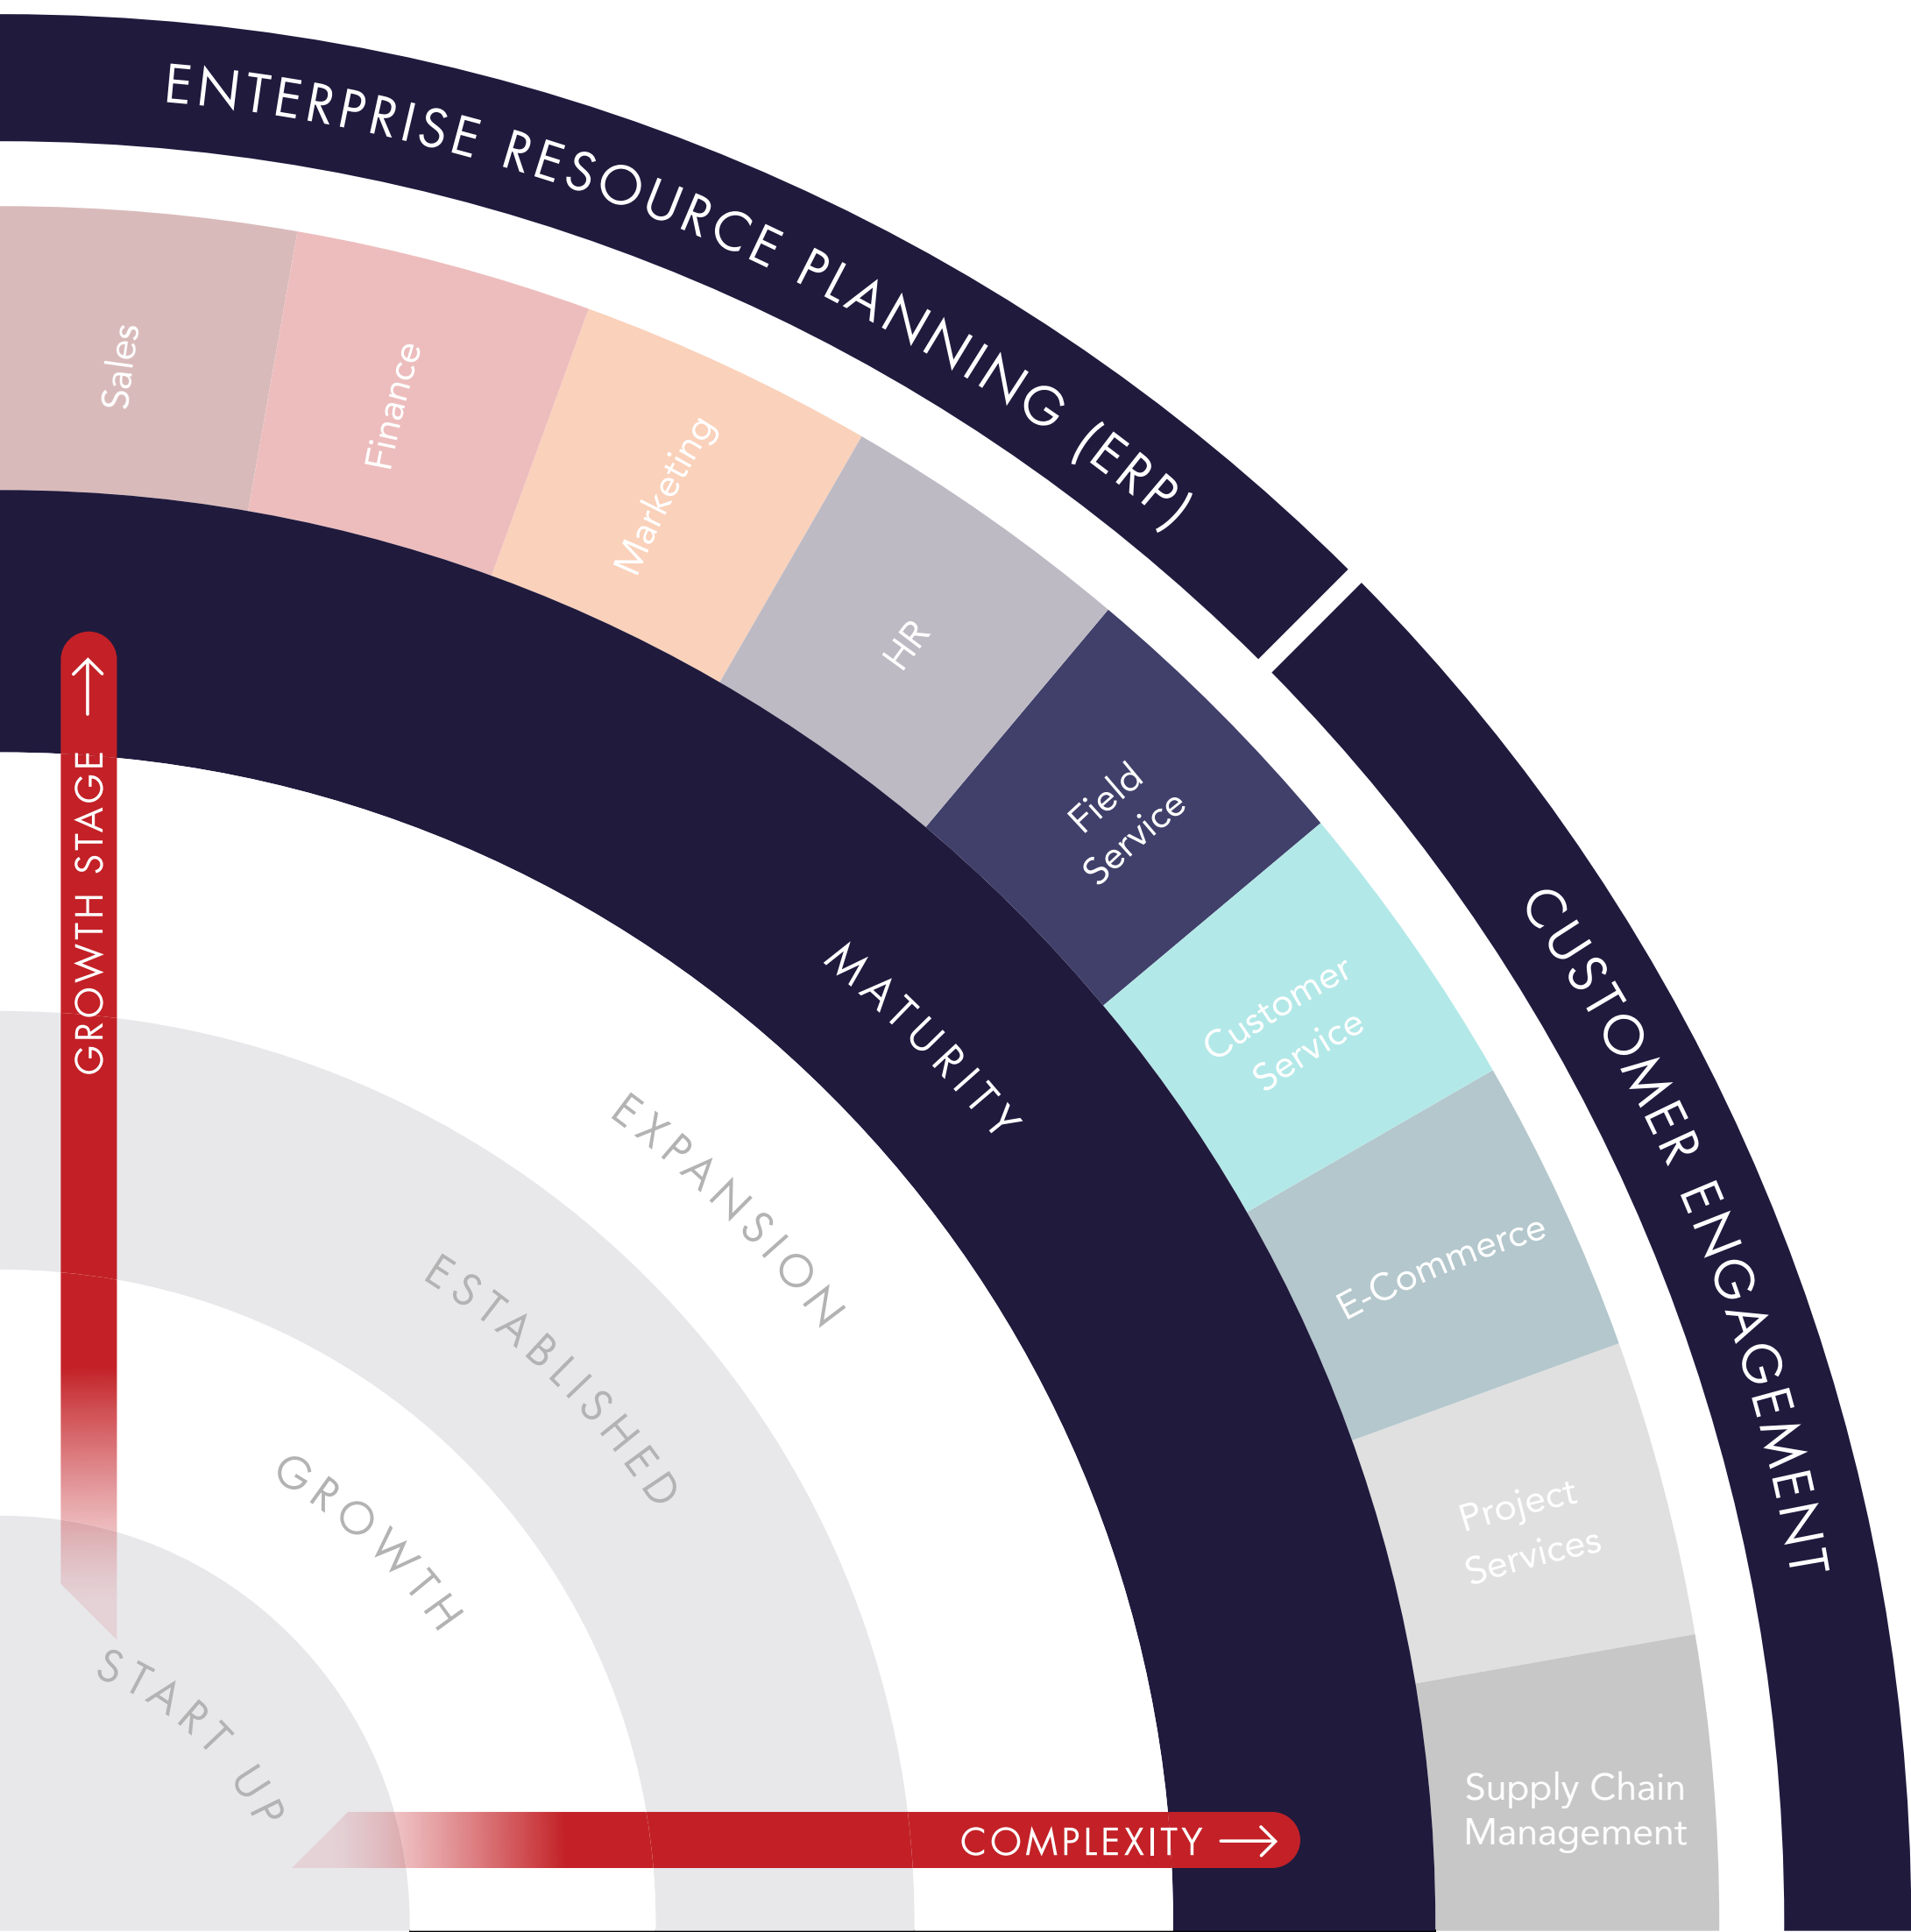 ENTERPRISE RESOURCE PLANNING (ERP)
CUSTOMER ENGAGEMENT
Sales
Finance
Marketing
HR
Field
Service
Customer
Service
E-Commerce
Project
Services
Supply Chain
Management
MATURITY
EXPANSION
ESTABLISHED
GROWTH
START UP
GROWTH STAGE
COMPLEXITY